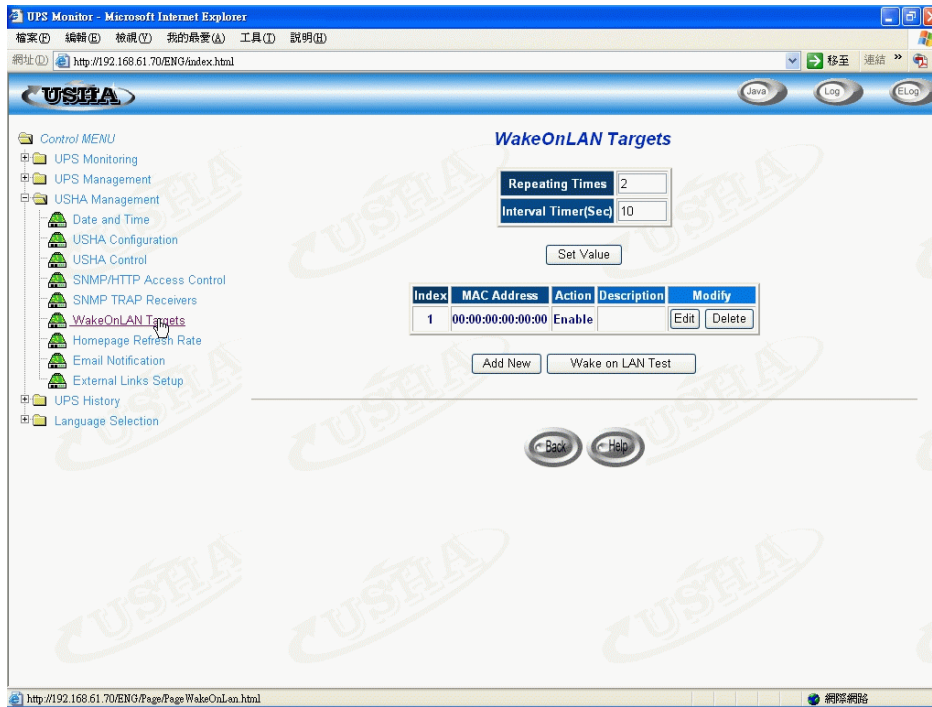 UPS Monitor - Microsoft Internet Explorer
檔案(F) 編輯(E) 檢視(V) 我的最愛(A) 工具(T) 說明(H)
網址(D) http://192.168.61.70/ENG/index.html 移至 連結 »
USHA Java Log ELog
Control MENU
UPS Monitoring
UPS Management
USHA Management
Date and Time
USHA Configuration
USHA Control
SNMP/HTTP Access Control
SNMP TRAP Receivers
WakeOnLAN Targets
Homepage Refresh Rate
Email Notification
External Links Setup
UPS History
Language Selection
WakeOnLAN Targets
Repeating Times 2
Interval Timer(Sec) 10
Set Value
Index MAC Address Action Description Modify
1 00:00:00:00:00:00 Enable Edit Delete
Add New Wake on LAN Test
Back Help
http://192.168.61.70/ENG/Page/PageWakeOnLan.html 網際網路